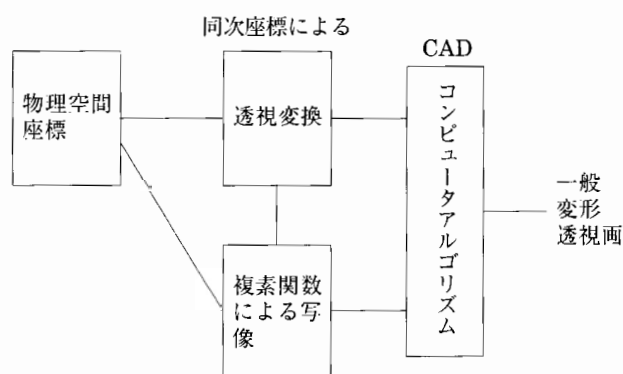 同次座標による
CAD
物理空間
座標
透視変換
コンピュータアルゴリズム
一般
変形
透視画
複素関数
による写
像